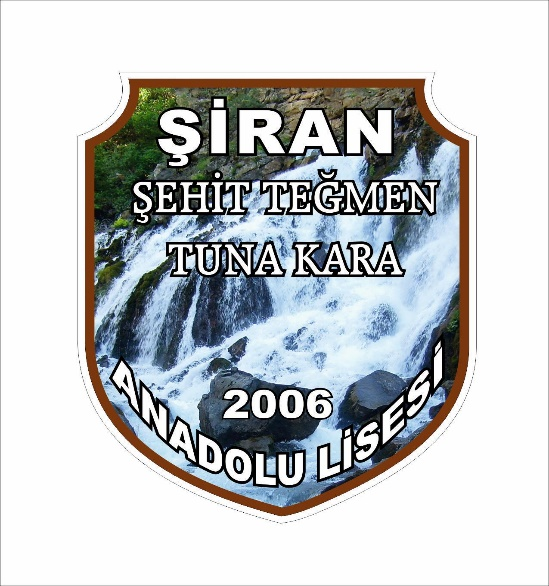 ŞİRAN
ŞEHİT TEĞMEN
TUNA KARA
2006
ANADOLU LİSESİ